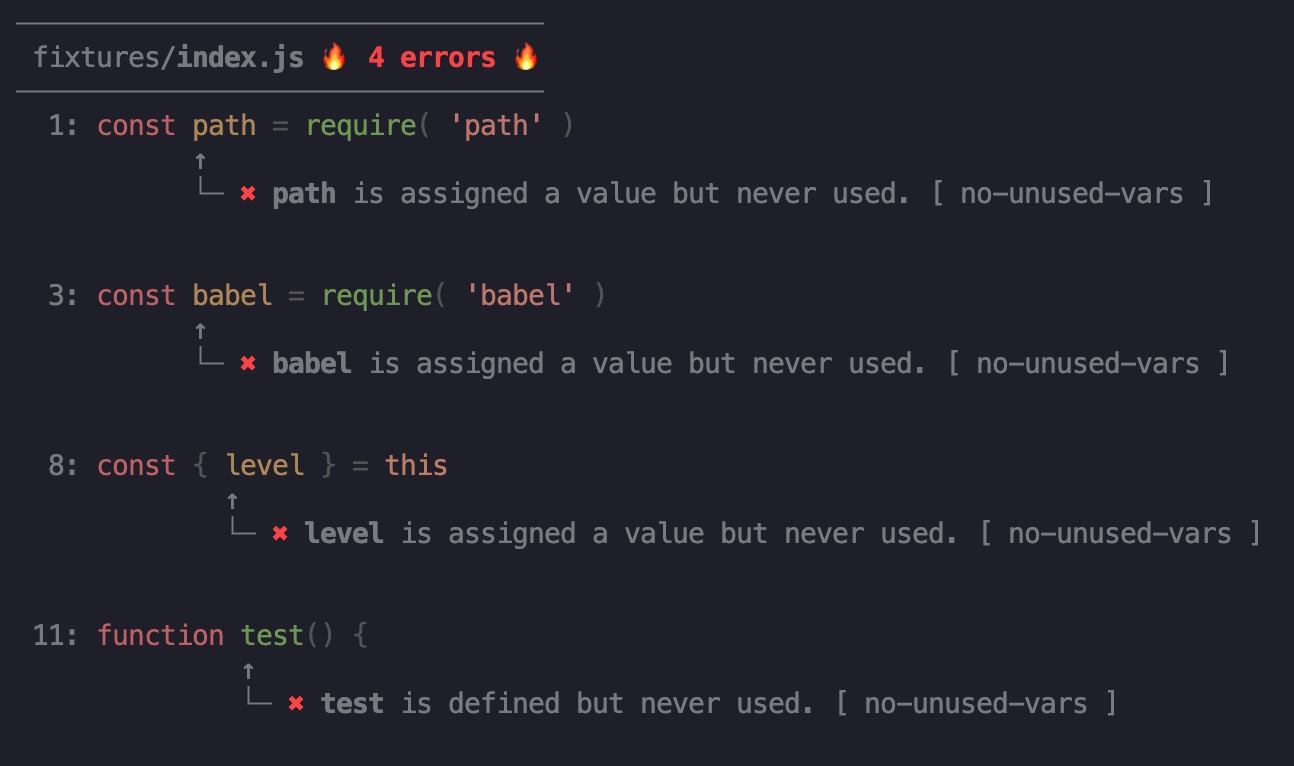 fixtures/index.js 🔥 4 errors 🔥
1: const path = require( 'path' )
↑
└─ ✖ path is assigned a value but never used. [ no-unused-vars ]
3: const babel = require( 'babel' )
↑
└─ ✖ babel is assigned a value but never used. [ no-unused-vars ]
8: const { level } = this
↑
└─ ✖ level is assigned a value but never used. [ no-unused-vars ]
11: function test() {
↑
└─ ✖ test is defined but never used. [ no-unused-vars ]